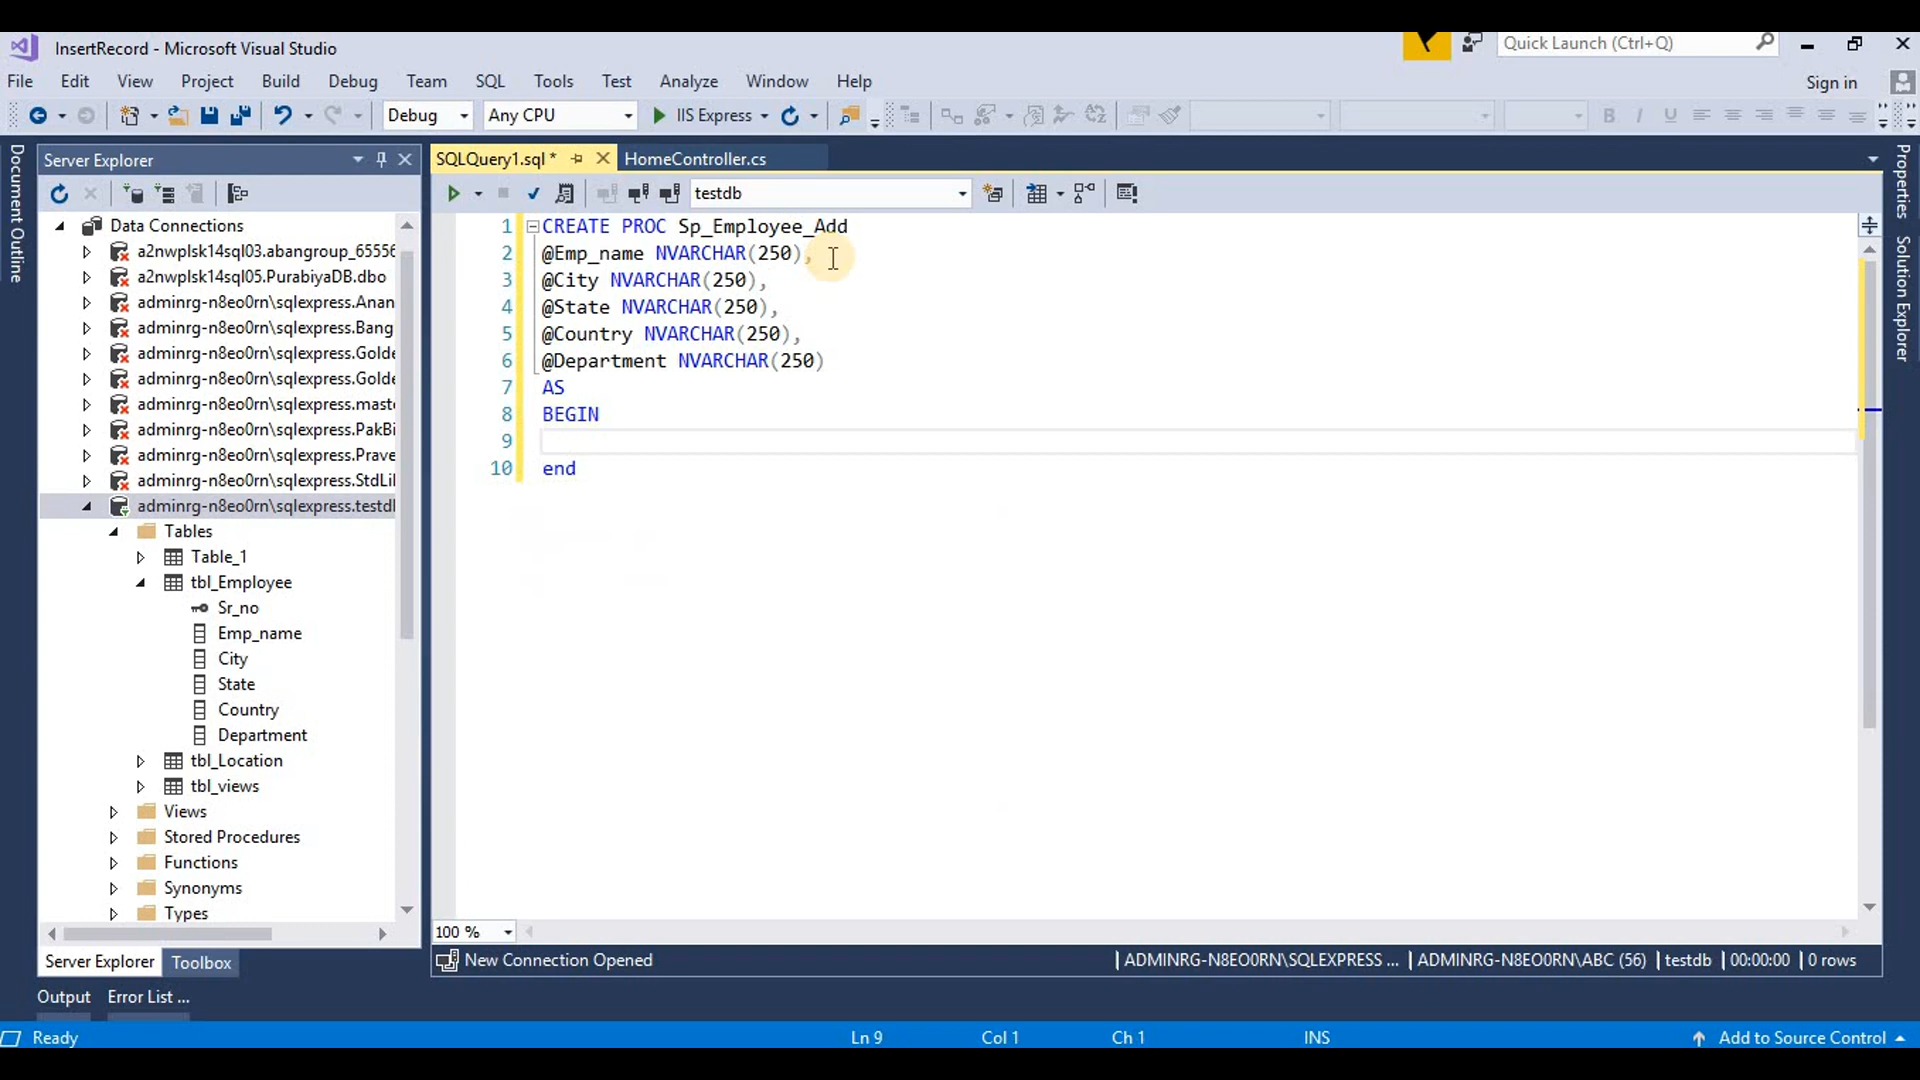 InsertRecord - Microsoft Visual Studio
Quick Launch (Ctrl+Q)
File Edit View Project Build Debug Team SQL Tools Test Analyze Window Help
Sign in
Debug Any CPU IIS Express
Document Outline
Server Explorer
SQLQuery1.sql * HomeController.cs
testdb
Properties
Solution Explorer
Data Connections
a2nwplsk14sql03.abangroup_65556
a2nwplsk14sql05.PurabiyaDB.dbo
adminrg-n8eo0rn\sqlexpress.Anan
adminrg-n8eo0rn\sqlexpress.Bang
adminrg-n8eo0rn\sqlexpress.Golde
adminrg-n8eo0rn\sqlexpress.Golde
adminrg-n8eo0rn\sqlexpress.mast
adminrg-n8eo0rn\sqlexpress.PakBi
adminrg-n8eo0rn\sqlexpress.Prave
adminrg-n8eo0rn\sqlexpress.StdLi
adminrg-n8eo0rn\sqlexpress.testd
Tables
Table_1
tbl_Employee
Sr_no
Emp_name
City
State
Country
Department
tbl_Location
tbl_views
Views
Stored Procedures
Functions
Synonyms
Types
Server Explorer Toolbox
1 CREATE PROC Sp_Employee_Add
2 @Emp_name NVARCHAR(250),
3 @City NVARCHAR(250),
4 @State NVARCHAR(250),
5 @Country NVARCHAR(250),
6 @Department NVARCHAR(250)
7 AS
8 BEGIN
9
10 end
100 %
New Connection Opened
ADMINRG-N8EO0RN\SQLEXPRESS ... ADMINRG-N8EO0RN\ABC (56) testdb 00:00:00 0 rows
Output Error List ...
Ready Ln 9 Col 1 Ch 1 INS Add to Source Control